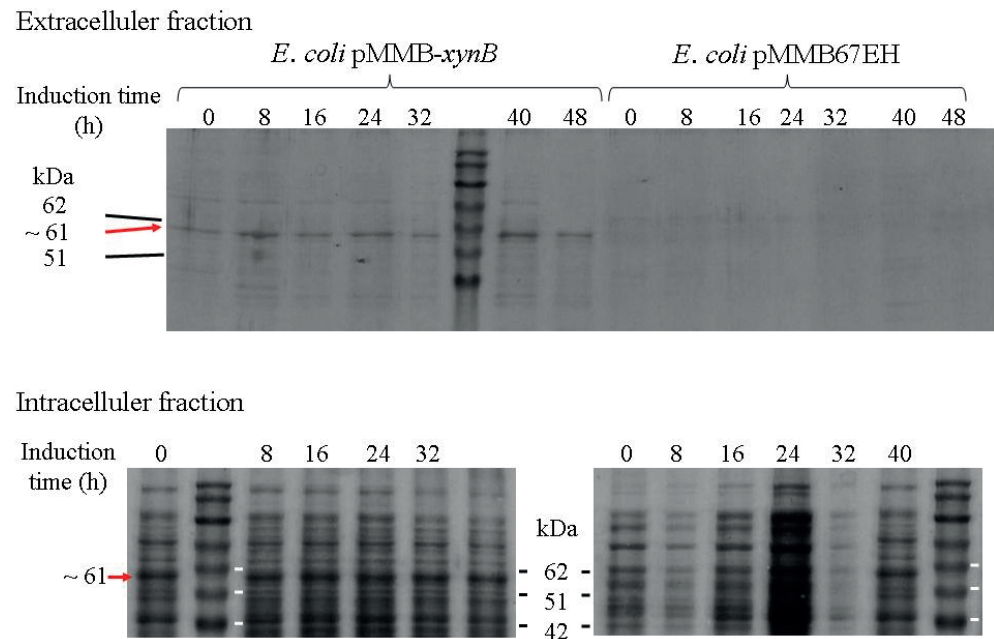 Extracelluler fraction
E. coli pMMB-xynB E. coli pMMB67EH
Induction time
(h)
0 8 16 24 32 40 48 0 8 16 24 32 40 48
kDa
62
~ 61
51
Intracelluler fraction
Induction
time (h)
0 8 16 24 32 0 8 16 24 32 40
kDa
~ 61
62
51
42